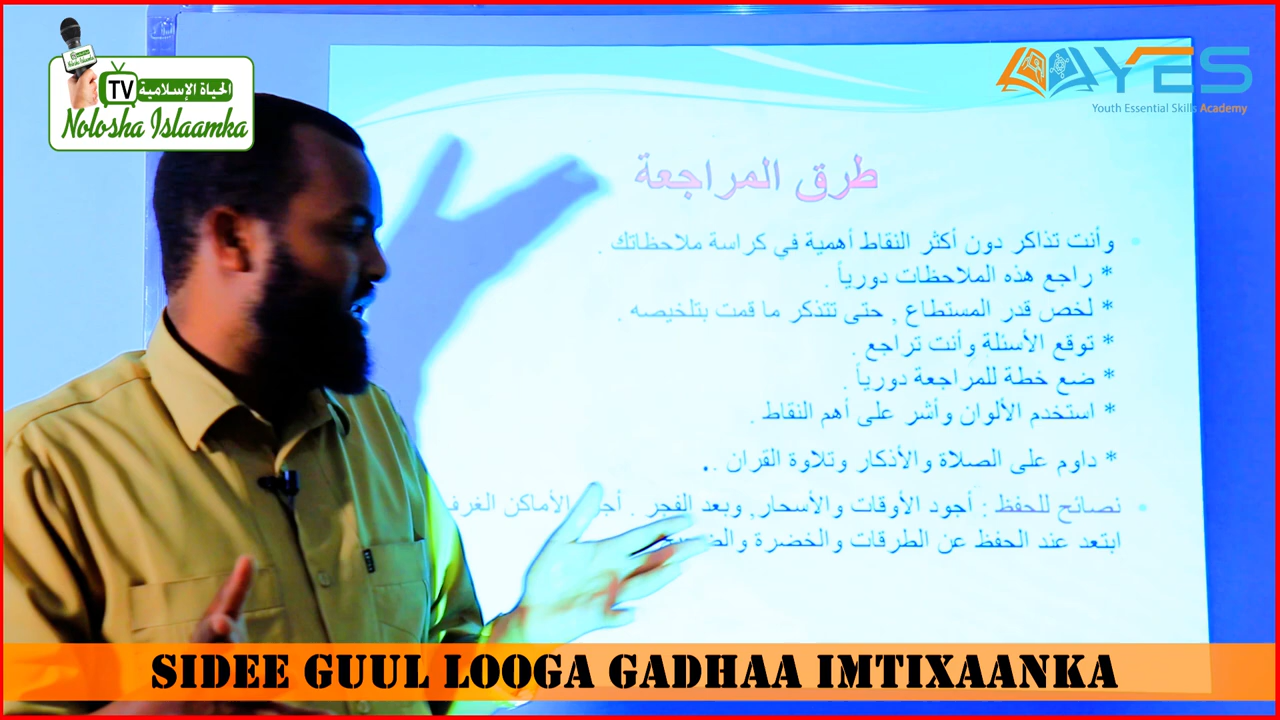 TV
الحياة الإسلامية
Nolosha Islaamka
YES
Youth Essential Skills Academy
طرق المراجعة
وأنت تذاكر دون أكثر النقاط أهمية في كراسة ملاحظاتك .
* راجع هذه الملاحظات دورياً .
* لخص قدر المستطاع , حتى تتذكر ما قمت بتلخيصه .
* توقع الأسئلة وأنت تراجع .
* ضع خطة للمراجعة دورياً .
* استخدم الألوان وأشر على أهم النقاط .
* داوم على الصلاة والأذكار وتلاوة القران ..
نصائح للحفظ : أجود الأوقات والأسحار, وبعد الفجر . الأماكن
ابتعد عند الحفظ عن الطرقات والخضرة
SIDEE GUUL LOOGA GADHAA IMTIXAANKA